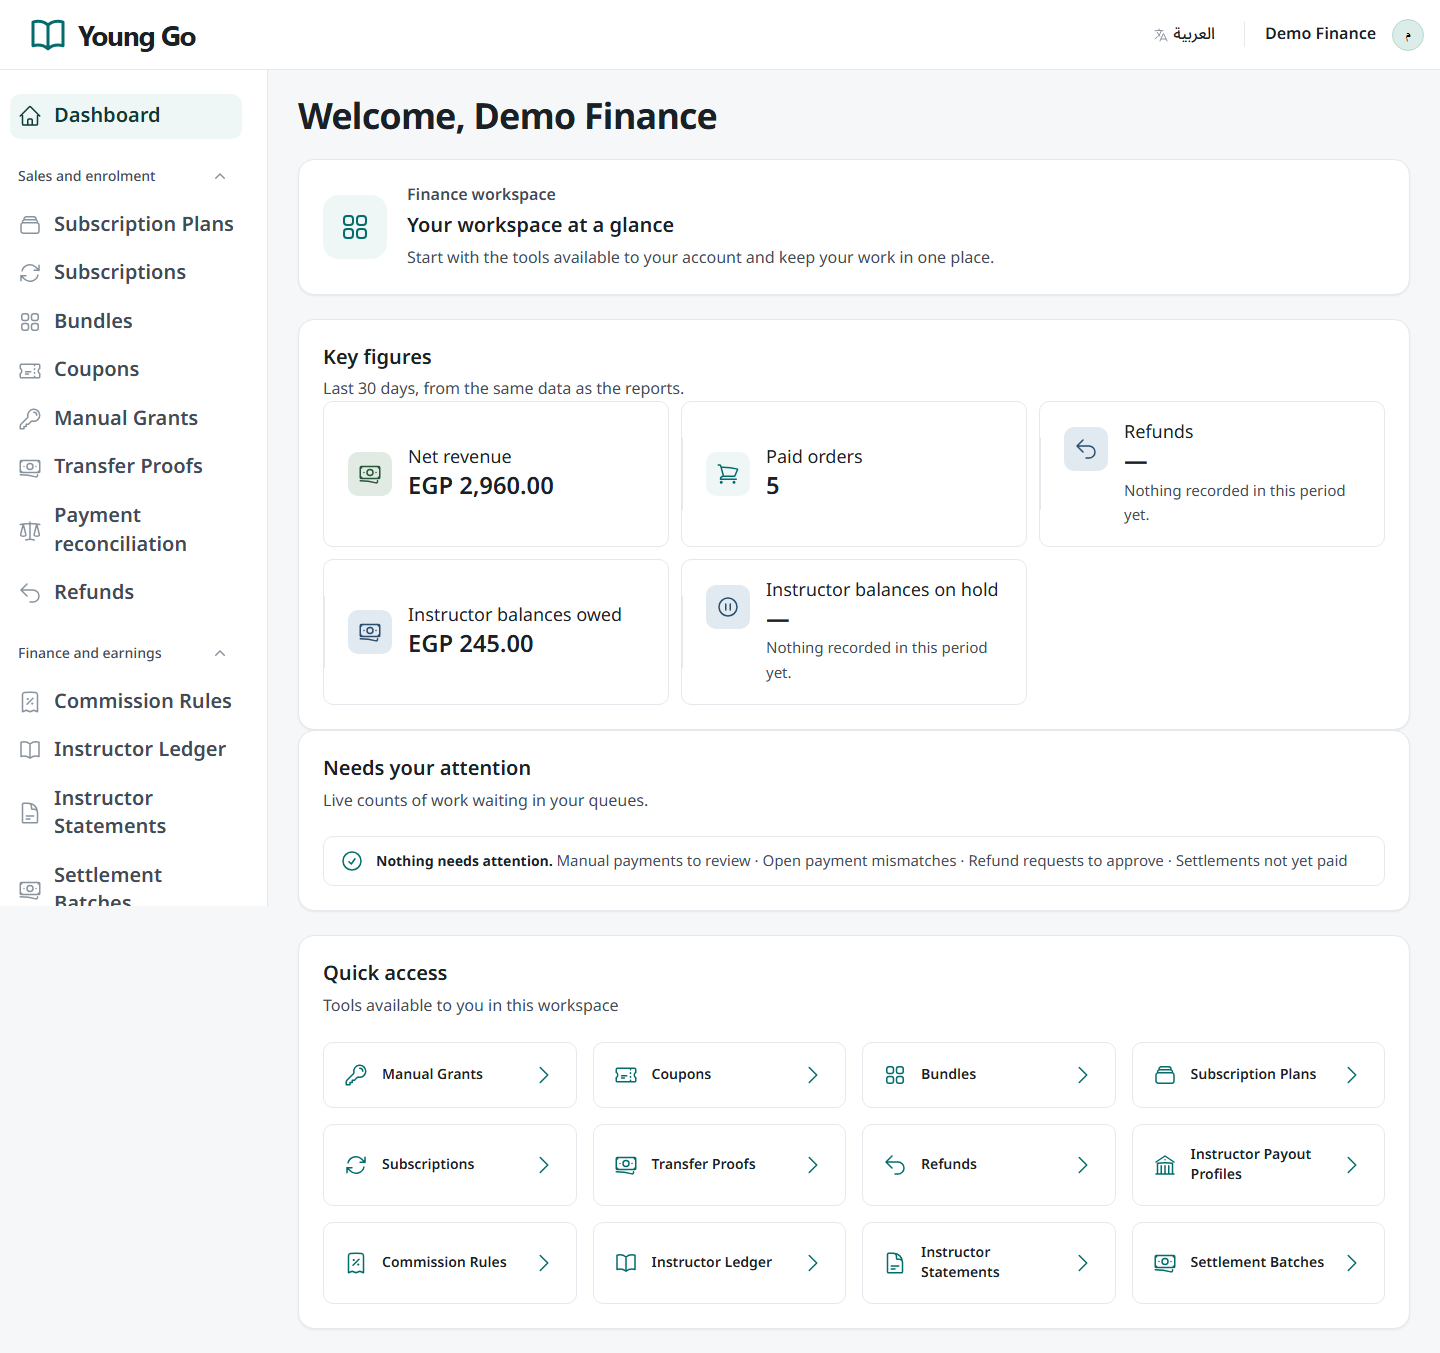 Young Go
العربية
Demo Finance
م
Dashboard
Sales and enrolment
Subscription Plans
Subscriptions
Bundles
Coupons
Manual Grants
Transfer Proofs
Payment
reconciliation
Refunds
Finance and earnings
Commission Rules
Instructor Ledger
Instructor
Statements
Settlement
Batches
Welcome, Demo Finance
Finance workspace
Your workspace at a glance
Start with the tools available to your account and keep your work in one place.
Key figures
Last 30 days, from the same data as the reports.
Net revenue
EGP 2,960.00
Paid orders
5
Refunds
—
Nothing recorded in this period
yet.
Instructor balances owed
EGP 245.00
Instructor balances on hold
—
Nothing recorded in this period
yet.
Needs your attention
Live counts of work waiting in your queues.
Nothing needs attention. Manual payments to review · Open payment mismatches · Refund requests to approve · Settlements not yet paid
Quick access
Tools available to you in this workspace
Manual Grants
Coupons
Bundles
Subscription Plans
Subscriptions
Transfer Proofs
Refunds
Instructor Payout
Profiles
Commission Rules
Instructor Ledger
Instructor
Statements
Settlement Batches